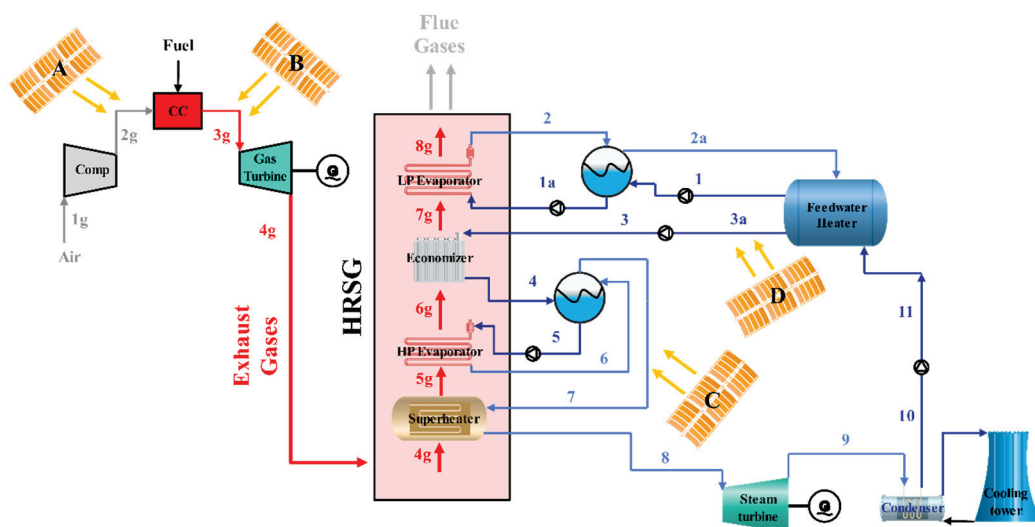 Flue
Gases
Fuel
A
B
CC
2g
3g
Comp
Gas
Turbine
G
1g
Air
4g
Exhaust
Gases
HRSG
8g
LP Evaporator
7g
Economizer
6g
HP Evaporator
5g
Superheater
4g
2
2a
1a
1
3
3a
Feedwater
Heater
4
5
6
7
8
9
10
11
D
C
Steam
turbine
G
Condenser
Cooling
tower